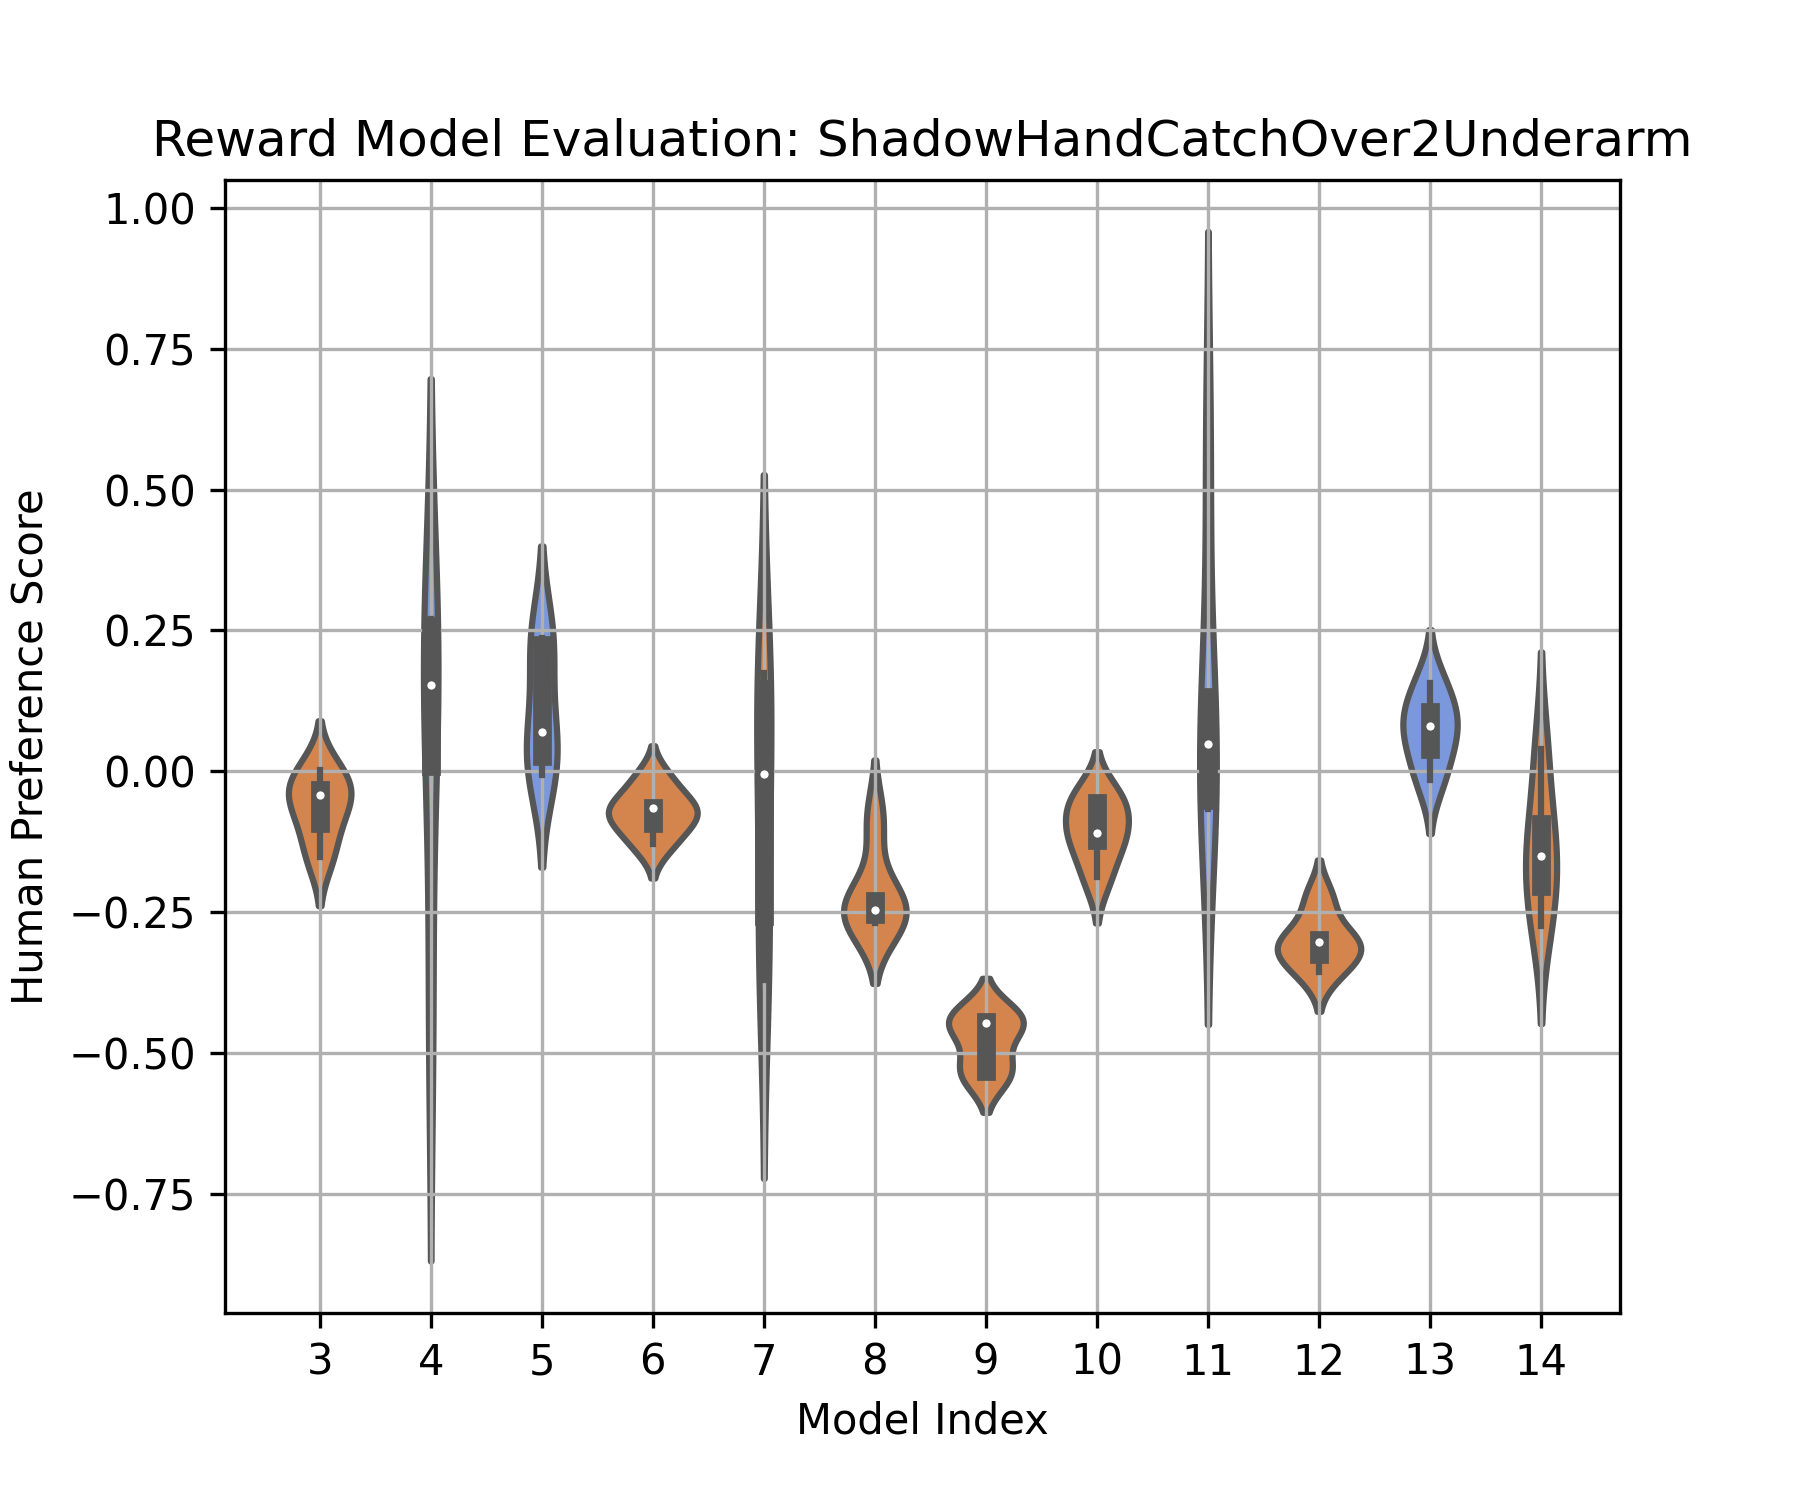 Reward Model Evaluation: ShadowHandCatchOver2Underarm
1.00
0.75
0.50
0.25
0.00
−0.25
−0.50
−0.75
Human Preference Score
3 4 5 6 7 8 9 10 11 12 13 14
Model Index